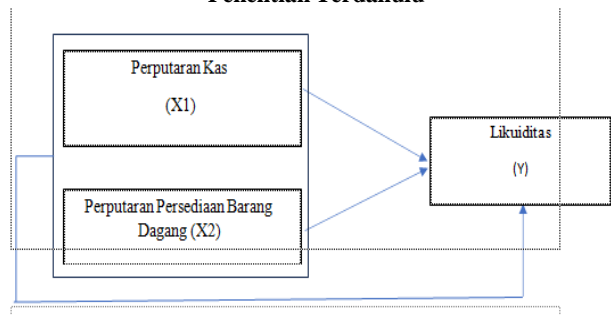 Penelitian Terdahulu
Perputaran Kas
(X1)
Likuiditas
(Y)
Perputaran Persediaan Barang
Dagang (X2)